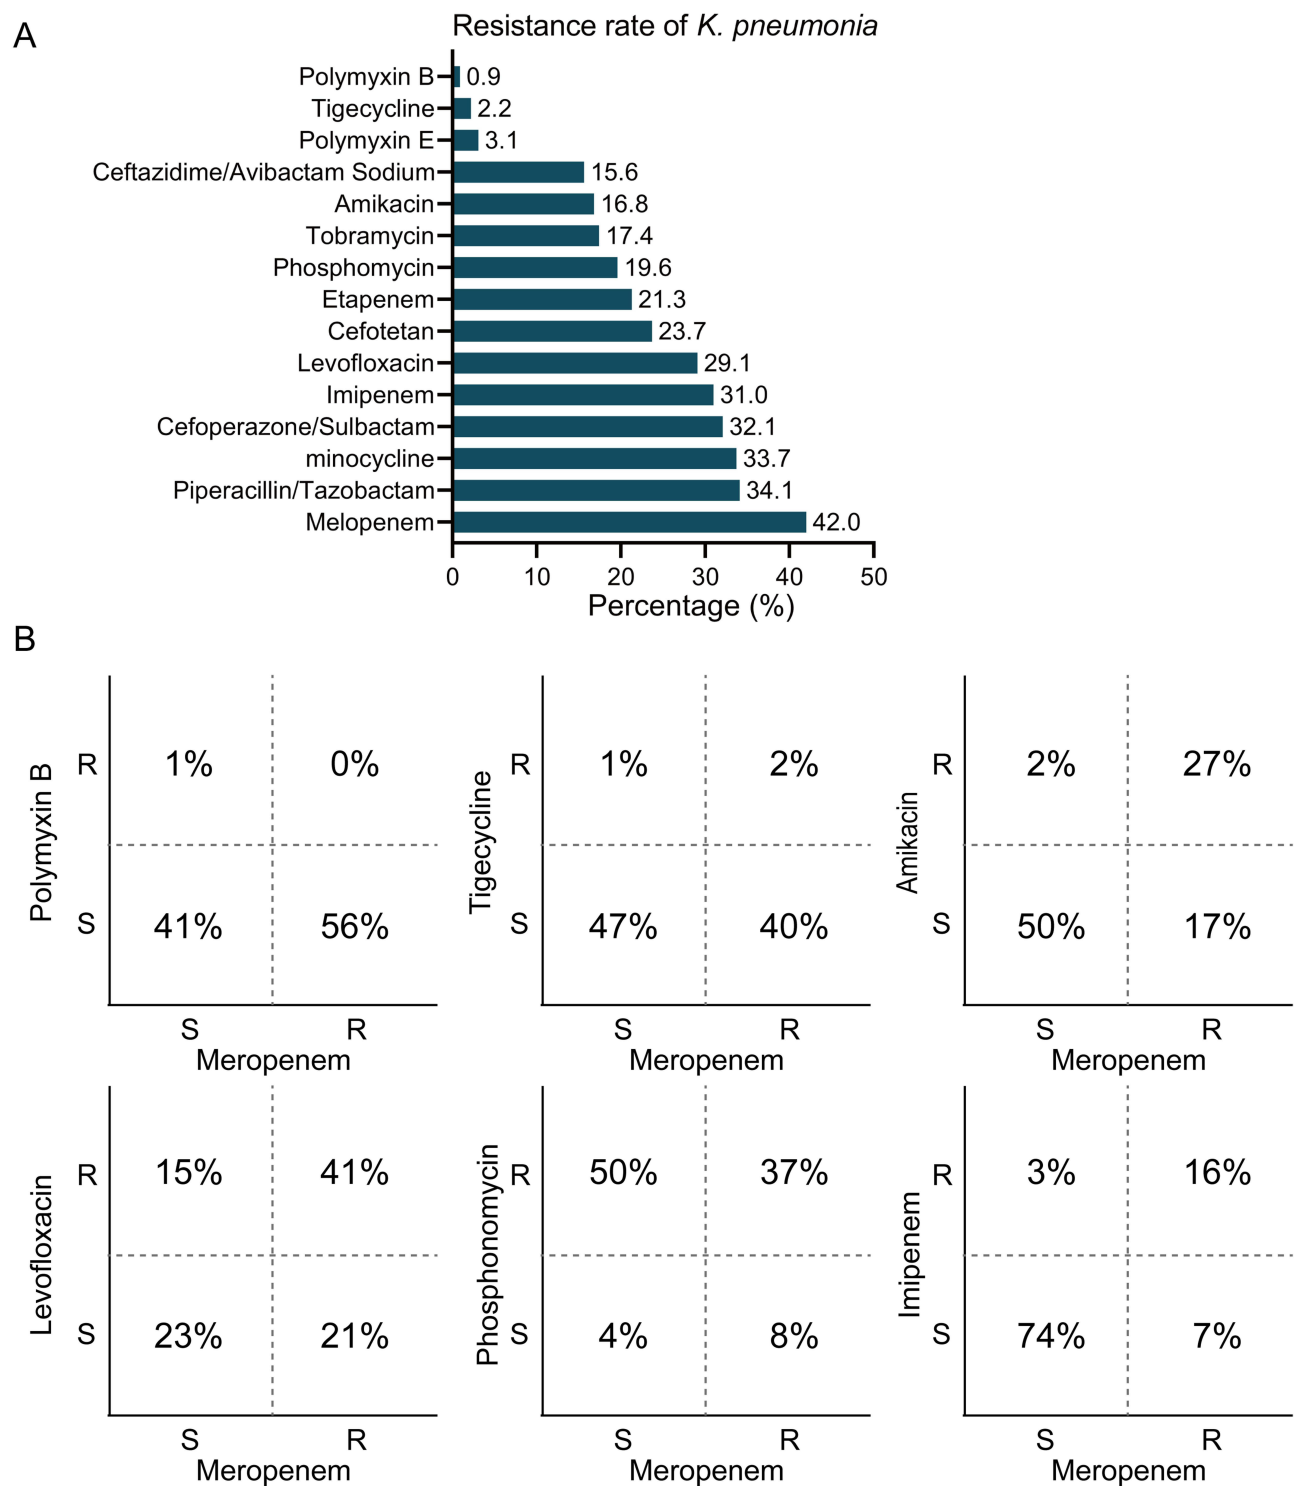 A
Resistance rate of K. pneumonia
Polymyxin B 0.9
Tigecycline 2.2
Polymyxin E 3.1
Ceftazidime/Avibactam Sodium 15.6
Amikacin 16.8
Tobramycin 17.4
Phosphomycin 19.6
Etapenem 21.3
Cefotetan 23.7
Levofloxacin 29.1
Imipenem 31.0
Cefoperazone/Sulbactam 32.1
minocycline 33.7
Piperacillin/Tazobactam 34.1
Melopenem 42.0
0 10 20 30 40 50
Percentage (%)
B
Polymyxin B
R 1% 0%
S 41% 56%
S R
Meropenem
Tigecycline
R 1% 2%
S 47% 40%
S R
Meropenem
Amikacin
R 2% 27%
S 50% 17%
S R
Meropenem
Levofloxacin
R 15% 41%
S 23% 21%
S R
Meropenem
Phosphonomycin
R 50% 37%
S 4% 8%
S R
Meropenem
Imipenem
R 3% 16%
S 74% 7%
S R
Meropenem